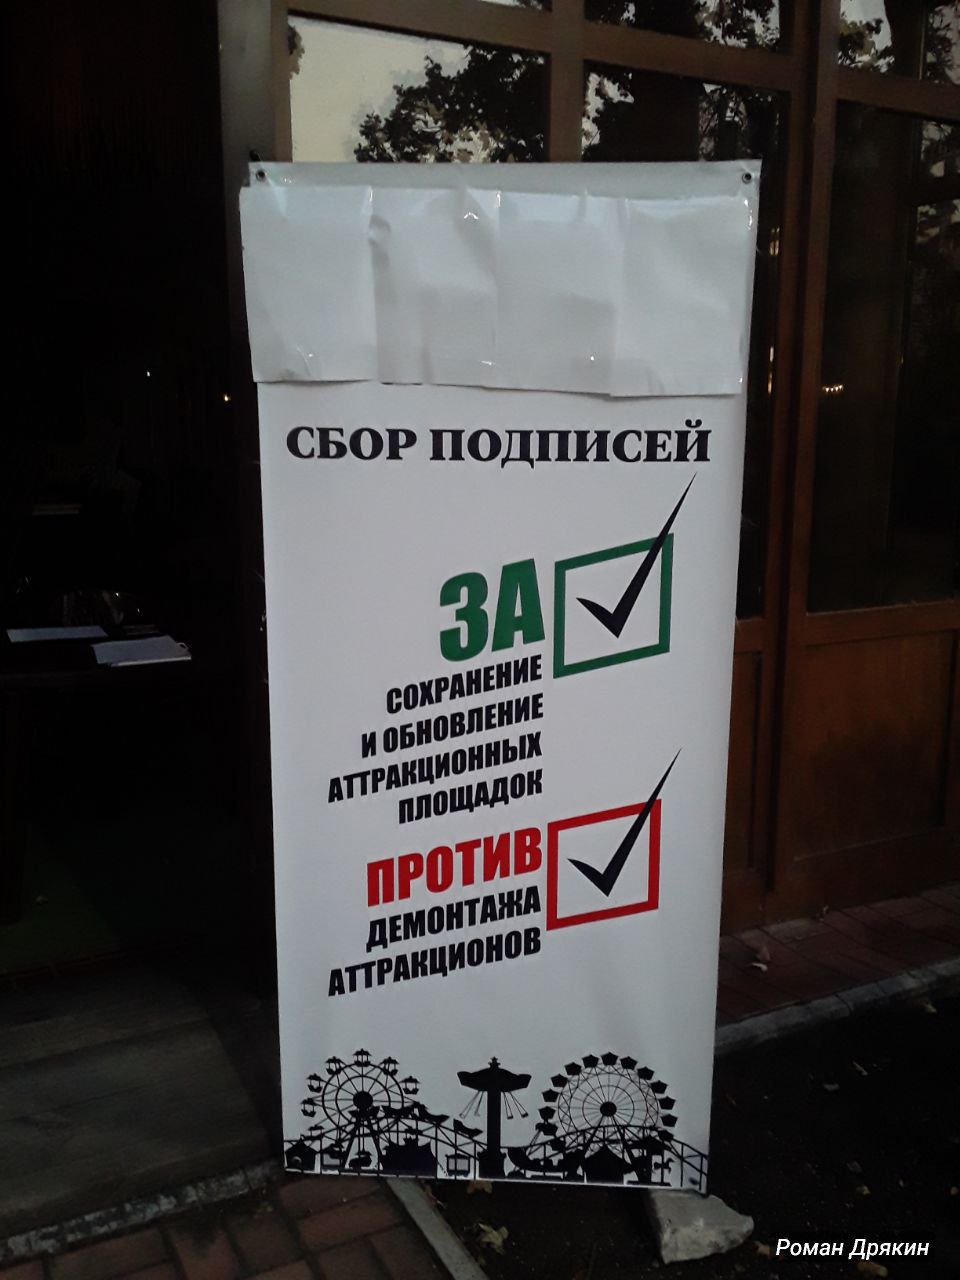 СБОР ПОДПИСЕЙ
ЗА
СОХРАНЕНИЕ
И ОБНОВЛЕНИЕ
АТТРАКЦИОННЫХ
ПЛОЩАДОК
ПРОТИВ
ДЕМОНТАЖА
АТТРАКЦИОНОВ
Роман Дрякин